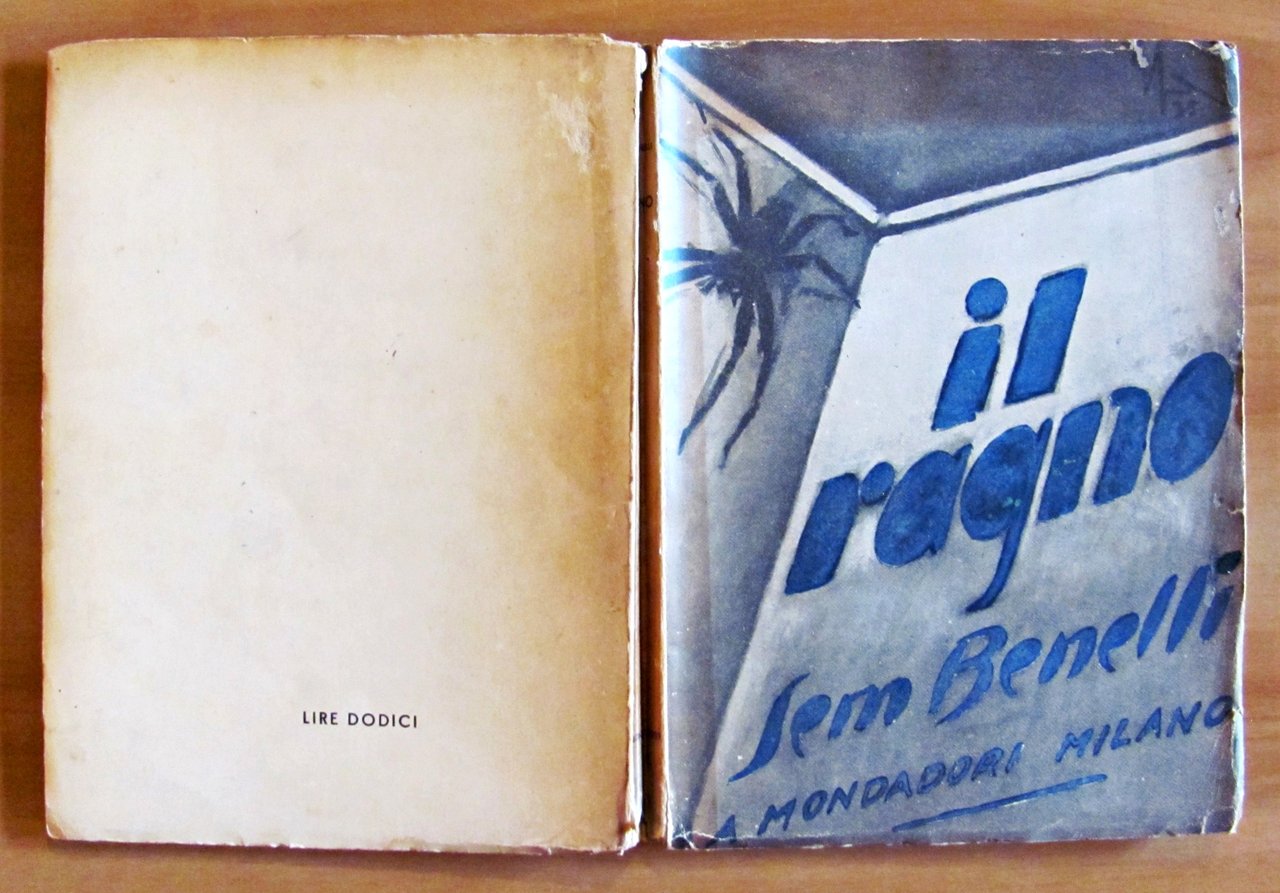 LIRE DODICI
il
ragno
Sem Benelli
A MONDADORI MILANO